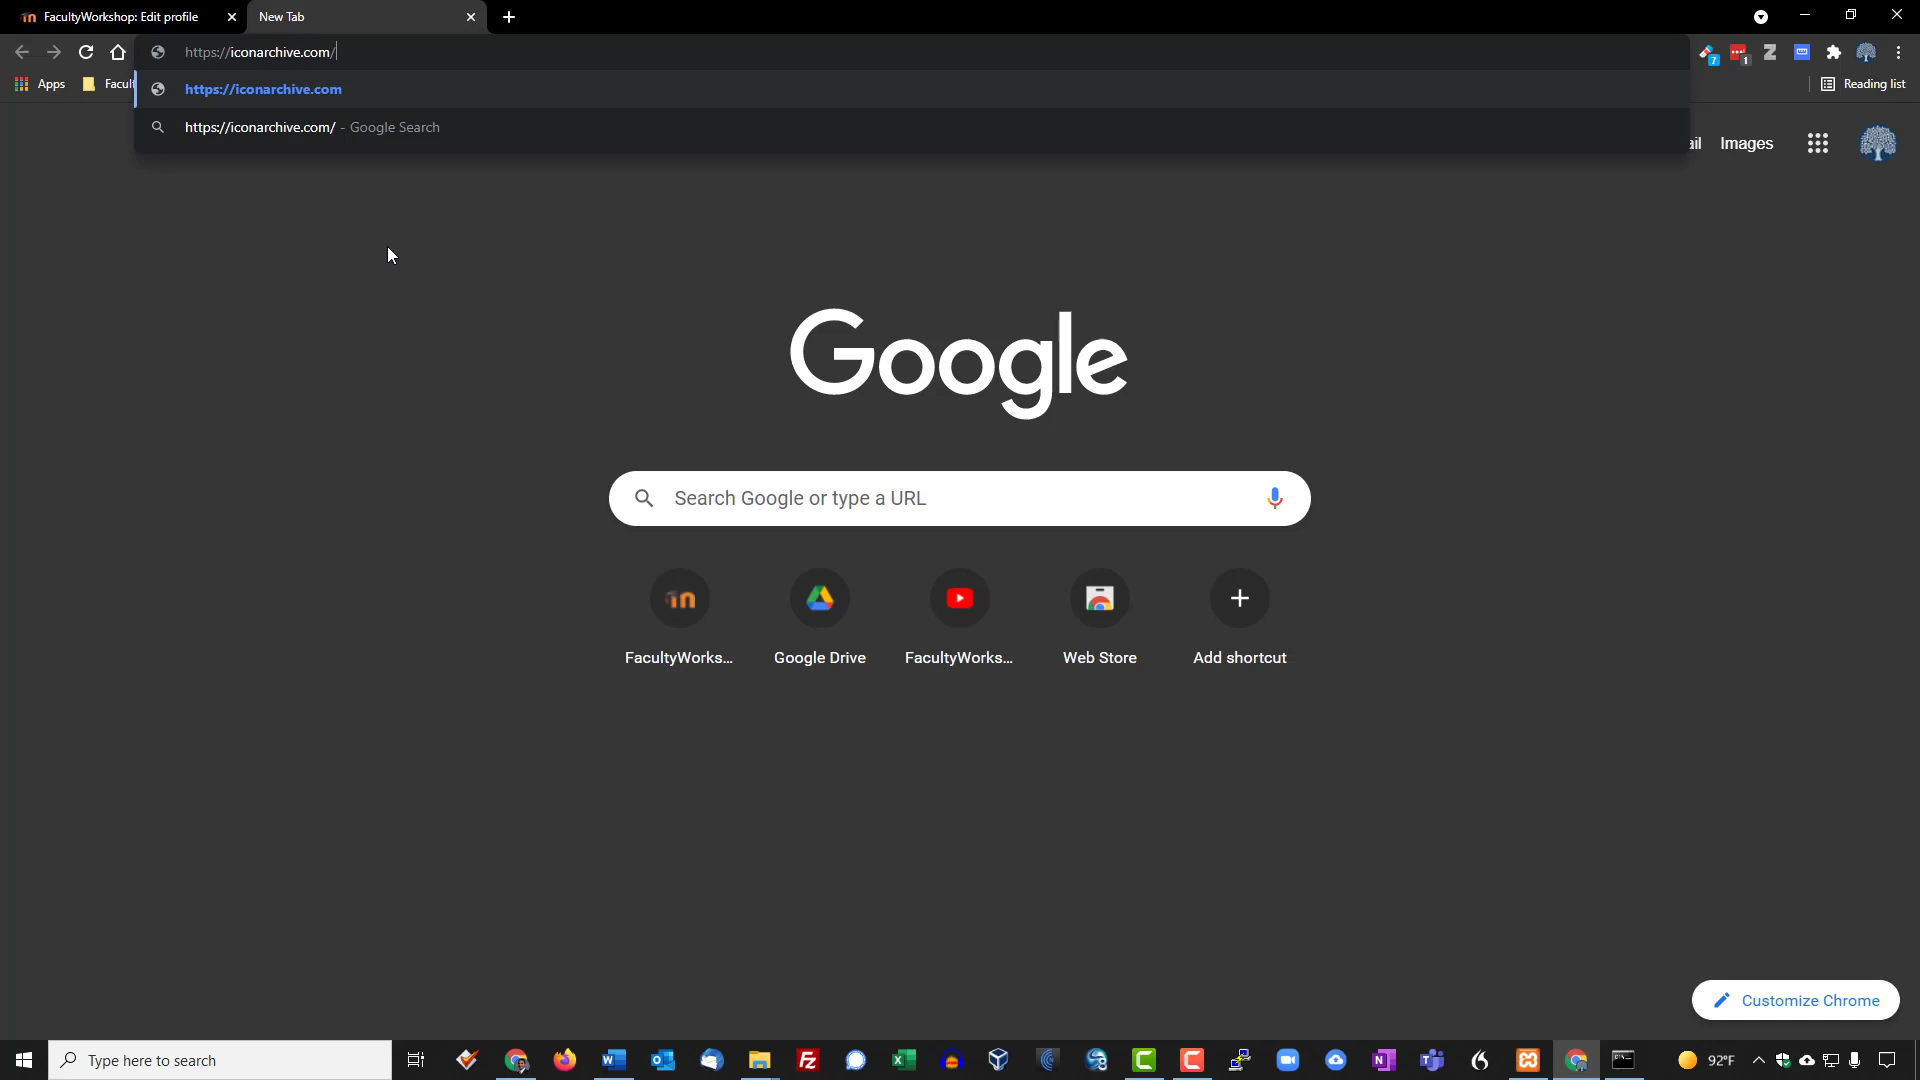 FacultyWorkshop: Edit profile
New Tab
https://iconarchive.com/
Apps
Facult
https://iconarchive.com
Reading list
https://iconarchive.com/ - Google Search
ail
Images
Google
Search Google or type a URL
FacultyWorks...
Google Drive
FacultyWorks...
Web Store
Add shortcut
Customize Chrome
Type here to search
92°F